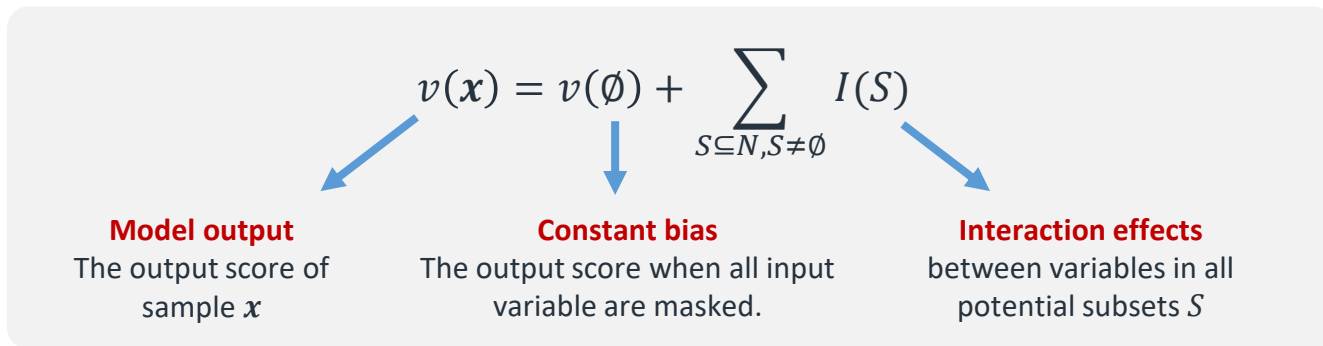 v(x) = v(∅) + ∑ I(S)
S⊆N,S≠∅
Model output
The output score of
sample x
Constant bias
The output score when all input
variable are masked.
Interaction effects
between variables in all
potential subsets S